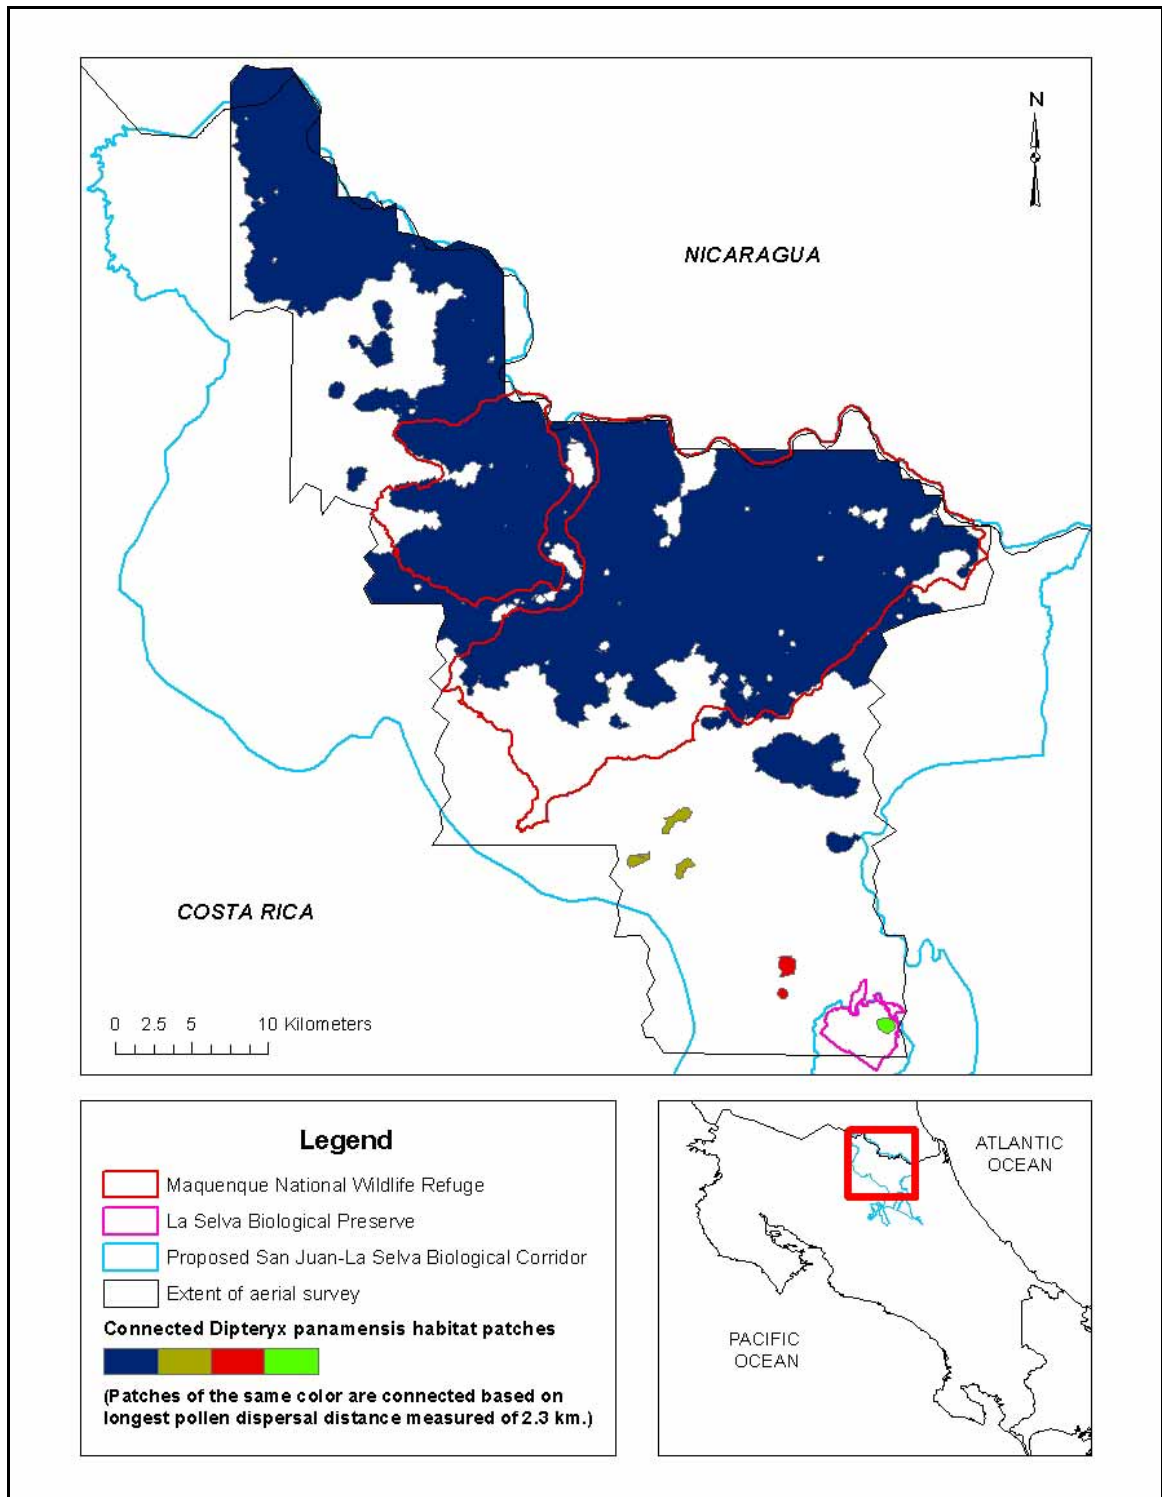 N
NICARAGUA
COSTA RICA
0 2.5 5 10 Kilometers
Legend
Maquenque National Wildlife Refuge
La Selva Biological Preserve
Proposed San Juan-La Selva Biological Corridor
Extent of aerial survey
Connected Dipteryx panamensis habitat patches
(Patches of the same color are connected based on
longest pollen dispersal distance measured of 2.3 km.)
ATLANTIC
OCEAN
PACIFIC
OCEAN